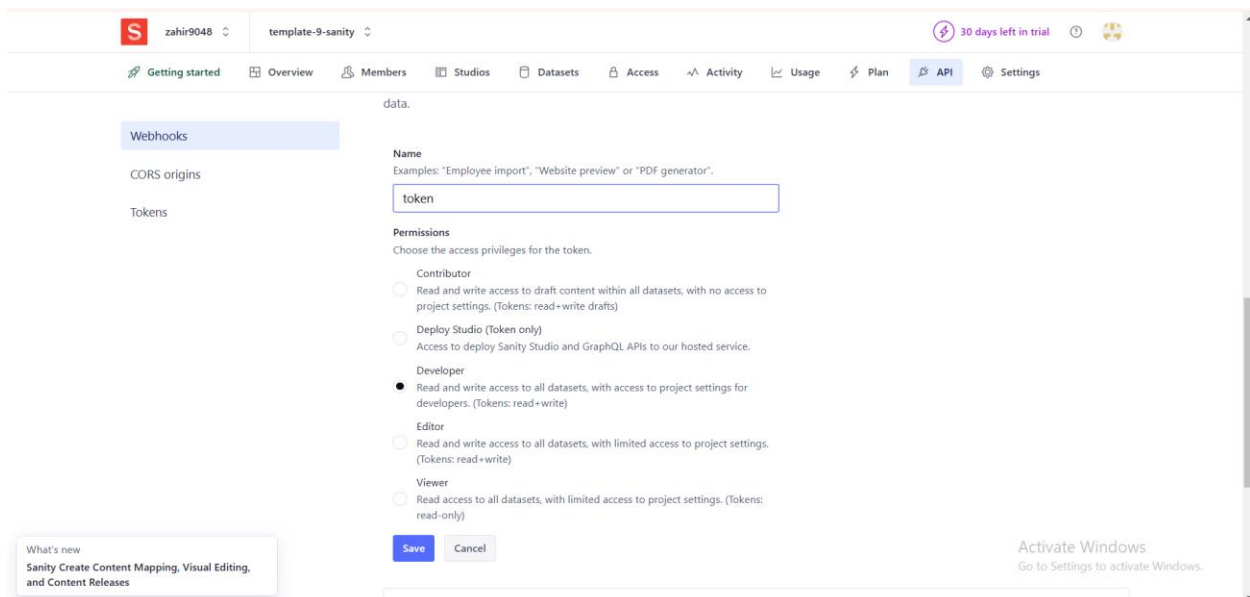 S zahir9048 template-9-sanity 30 days left in trial
Getting started Overview Members Studios Datasets Access Activity Usage Plan API Settings
data.
Webhooks
CORS origins
Tokens
Name
Examples: "Employee import", "Website preview" or "PDF generator".
token
Permissions
Choose the access privileges for the token.
Contributor
Read and write access to draft content within all datasets, with no access to
project settings. (Tokens: read+write drafts)
Deploy Studio (Token only)
Access to deploy Sanity Studio and GraphQL APIs to our hosted service.
Developer
Read and write access to all datasets, with access to project settings for
developers. (Tokens: read+write)
Editor
Read and write access to all datasets, with limited access to project settings.
(Tokens: read+write)
Viewer
Read access to all datasets, with limited access to project settings. (Tokens:
read-only)
Save Cancel
What's new
Sanity Create Content Mapping, Visual Editing,
and Content Releases
Activate Windows
Go to Settings to activate Windows.